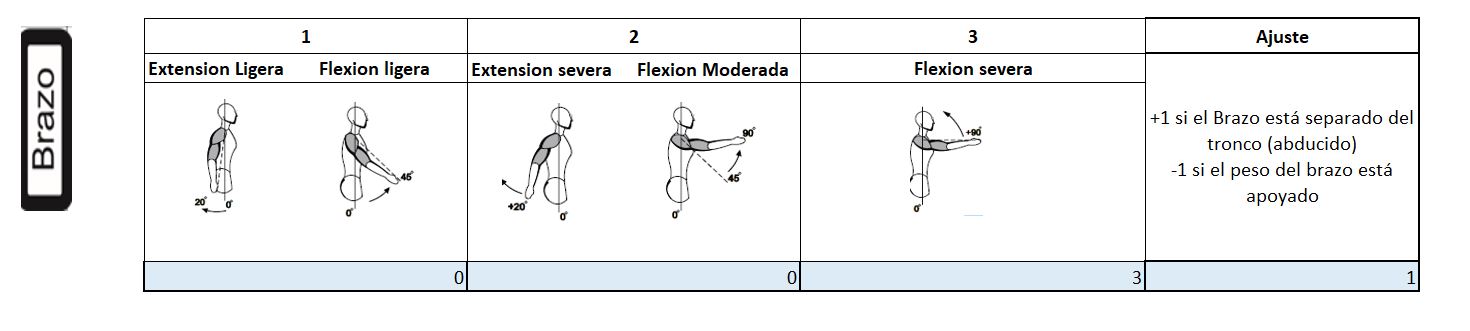 Brazo
1 2 3 Ajuste
Extension Ligera Flexion ligera Extension severa Flexion Moderada Flexion severa
+1 si el Brazo está separado del
tronco (abducido)
-1 si el peso del brazo está
apoyado
20° 0° 0° 45° +20° 0° 0° 45° 90° 0° +90°
0 0 3 1